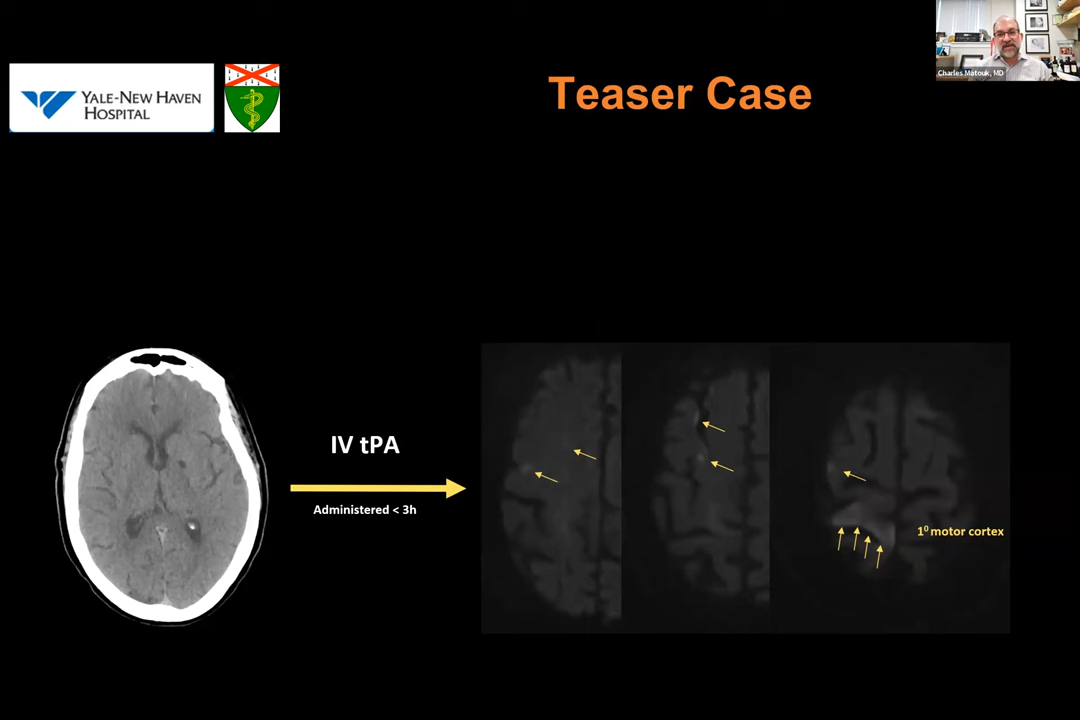 Charles Matouk, MD
YALE-NEW HAVEN
HOSPITAL
Teaser Case
IV tPA
Administered < 3h
1⁰ motor cortex